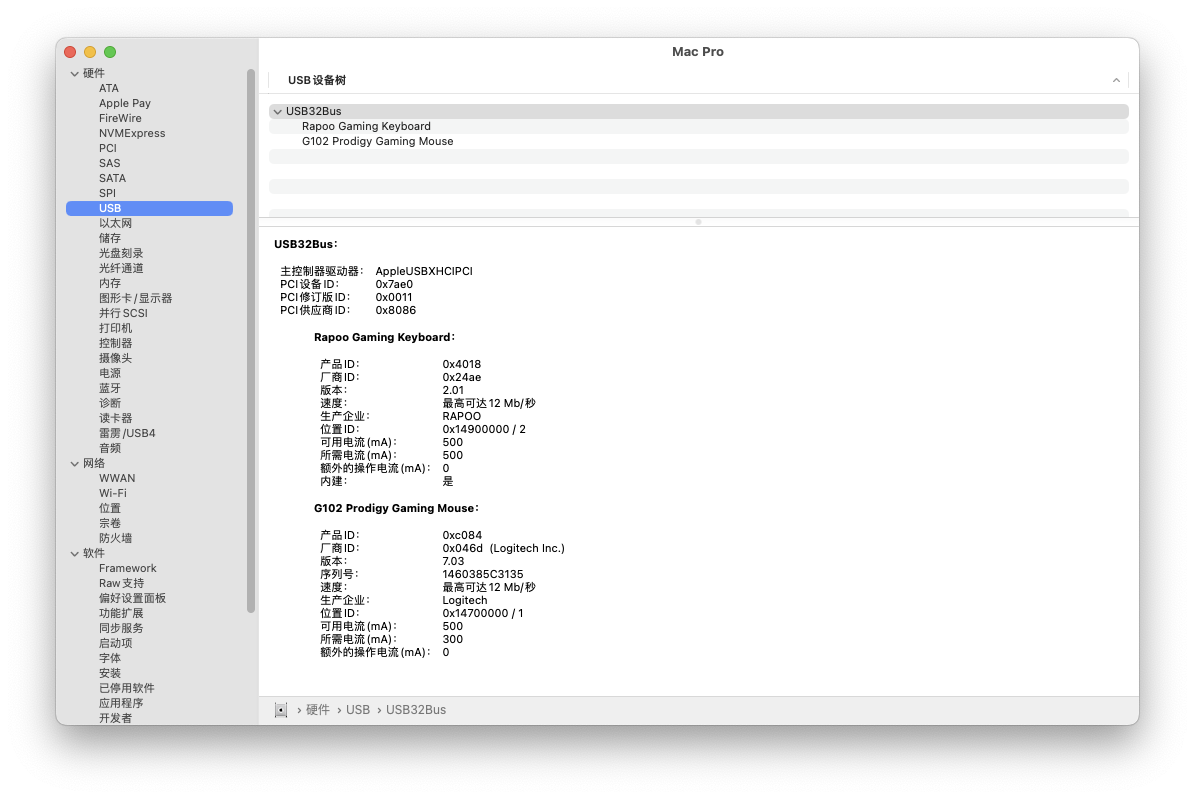 Mac Pro
硬件
ATA
Apple Pay
FireWire
NVMExpress
PCI
SAS
SATA
SPI
USB
以太网
储存
光盘刻录
光纤通道
内存
图形卡/显示器
并行SCSI
打印机
控制器
摄像头
电源
蓝牙
诊断
读卡器
雷雳/USB4
音频
网络
WWAN
Wi-Fi
位置
宗卷
防火墙
软件
Framework
Raw支持
偏好设置面板
功能扩展
同步服务
启动项
字体
安装
已停用软件
应用程序
开发者
USB设备树
USB32Bus
Rapoo Gaming Keyboard
G102 Prodigy Gaming Mouse
USB32Bus:
主控制器驱动器: AppleUSBXHCIPCI
PCI设备ID: 0x7ae0
PCI修订版ID: 0x0011
PCI供应商ID: 0x8086
Rapoo Gaming Keyboard:
产品ID: 0x4018
厂商ID: 0x24ae
版本: 2.01
速度: 最高可达12 Mb/秒
生产企业: RAPOO
位置ID: 0x14900000 / 2
可用电流(mA): 500
所需电流(mA): 500
额外的操作电流(mA): 0
内建: 是
G102 Prodigy Gaming Mouse:
产品ID: 0xc084
厂商ID: 0x046d (Logitech Inc.)
版本: 7.03
序列号: 1460385C3135
速度: 最高可达12 Mb/秒
生产企业: Logitech
位置ID: 0x14700000 / 1
可用电流(mA): 500
所需电流(mA): 300
额外的操作电流(mA): 0
› 硬件 › USB › USB32Bus